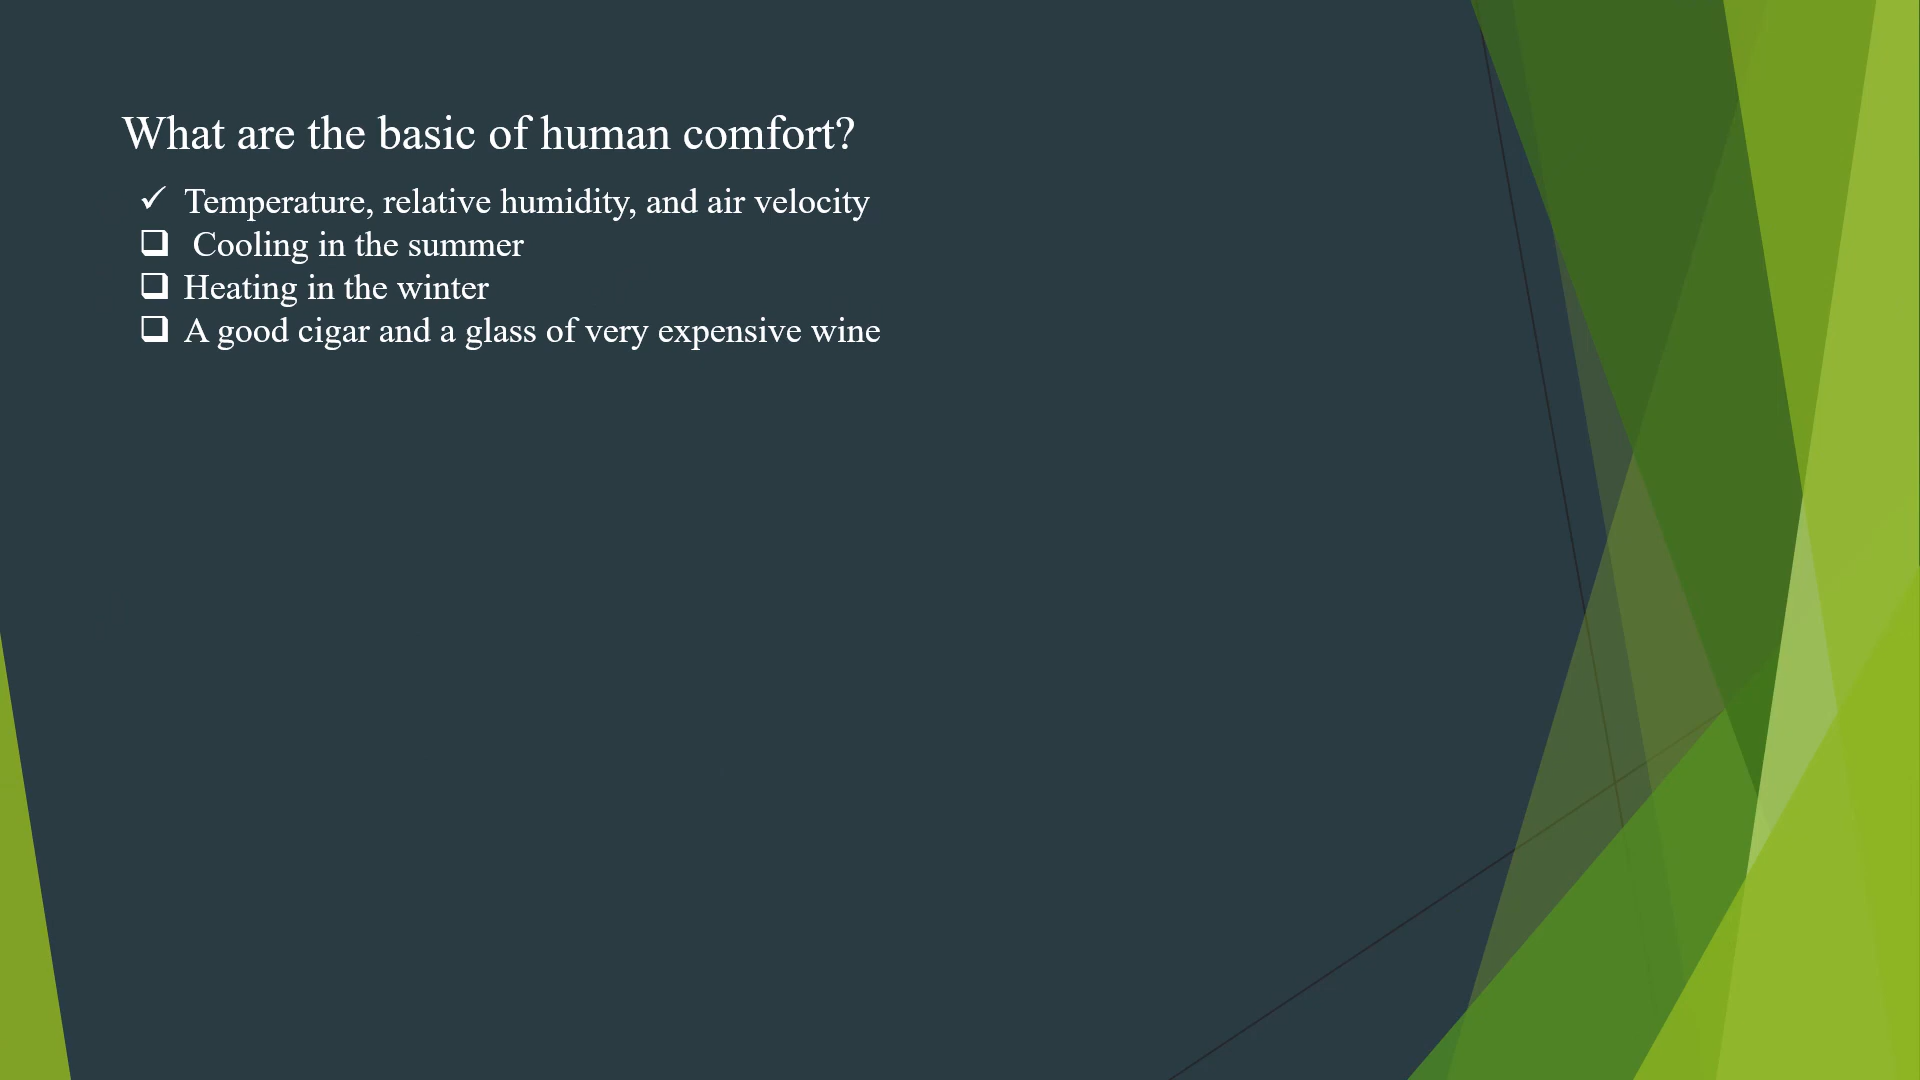 What are the basic of human comfort?
✓ Temperature, relative humidity, and air velocity
❑ Cooling in the summer
❑ Heating in the winter
❑ A good cigar and a glass of very expensive wine